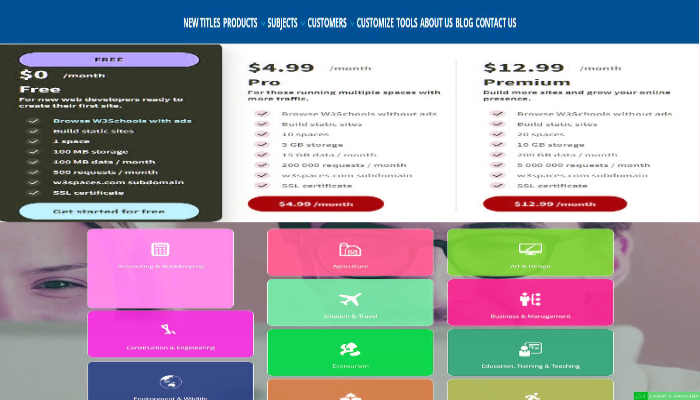 NEW TITLES PRODUCTS SUBJECTS CUSTOMERS CUSTOMIZE TOOLS ABOUT US BLOG CONTACT US
FREE
$0 /month
Free
For new web developers ready to
create their first site.
Browse W3Schools with ads
Build static sites
1 space
100 MB storage
100 MB data / month
500 requests / month
w3spaces.com subdomain
SSL certificate
Get started for free
$4.99 /month
Pro
For those running multiple spaces with
more traffic.
Browse W3Schools without ads
Build static sites
10 spaces
3 GB storage
15 GB data / month
200 000 requests / month
w3spaces.com subdomain
SSL certificate
$4.99 /month
$12.99 /month
Premium
Build more sites and grow your online
presence.
Browse W3Schools without ads
Build static sites
20 spaces
10 GB storage
200 GB data / month
5 000 000 requests / month
w3spaces.com subdomain
SSL certificate
$12.99 /month
Accounting & Bookkeeping
Agriculture
Art & Design
Aviation & Travel
Business & Management
Construction & Engineering
Ecotourism
Education, Training & Teaching
Environment & Wildlife
Leave a message